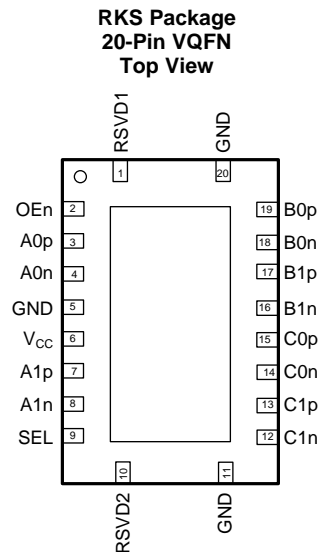 RKS Package
20-Pin VQFN
Top View
RSVD1
GND
1
20
OEn 2
19 B0p
A0p 3
18 B0n
A0n 4
17 B1p
GND 5
16 B1n
VCC 6
15 C0p
A1p 7
14 C0n
A1n 8
13 C1p
SEL 9
12 C1n
10
11
RSVD2
GND